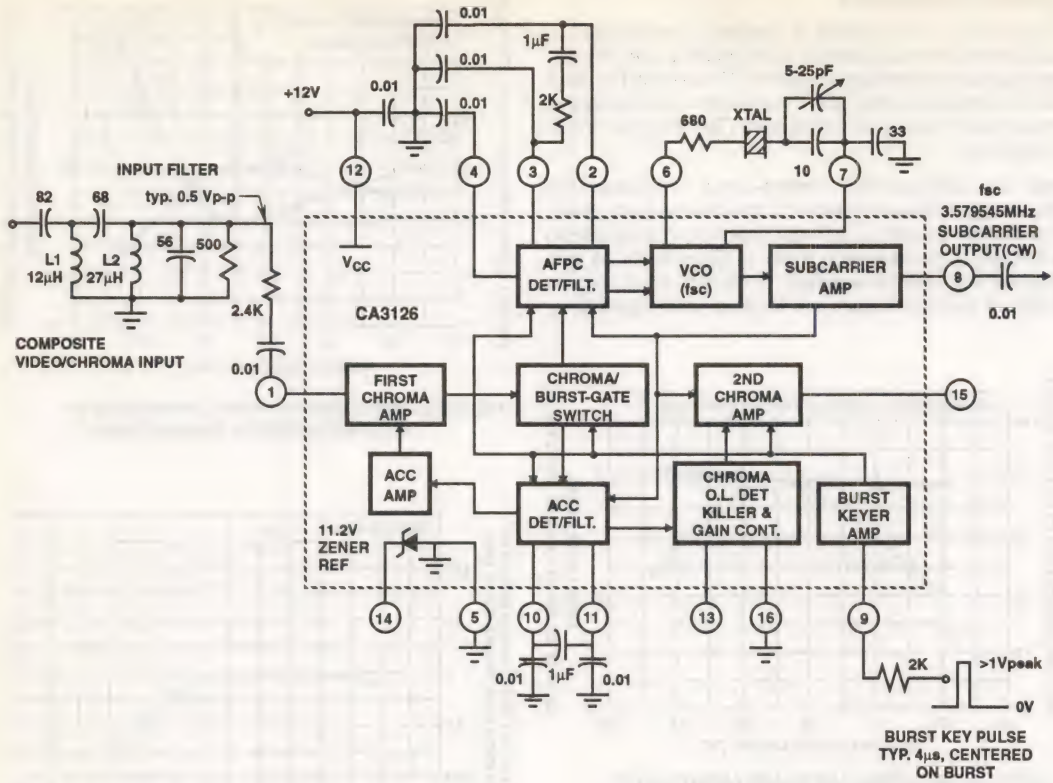 0.01
1µF
0.01
+12V
0.01
0.01
2K
5-25pF
680
XTAL
10
33
INPUT FILTER
typ. 0.5 Vp-p
12
4
3
2
6
7
fsc
3.579545MHz
SUBCARRIER
OUTPUT(CW)
82
68
L1
12µH
L2
27µH
56
500
2.4K
VCC
AFPC
DET/FILT.
VCO
(fsc)
SUBCARRIER
AMP
8
0.01
COMPOSITE
VIDEO/CHROMA INPUT
CA3126
0.01
1
FIRST
CHROMA
AMP
CHROMA/
BURST-GATE
SWITCH
2ND
CHROMA
AMP
15
ACC
AMP
ACC
DET/FILT.
CHROMA
O.L. DET
KILLER &
GAIN CONT.
BURST
KEYER
AMP
11.2V
ZENER
REF
14
5
10
11
13
16
9
0.01
1µF
0.01
2K
>1Vpeak
0V
BURST KEY PULSE
TYP. 4µs, CENTERED
ON BURST